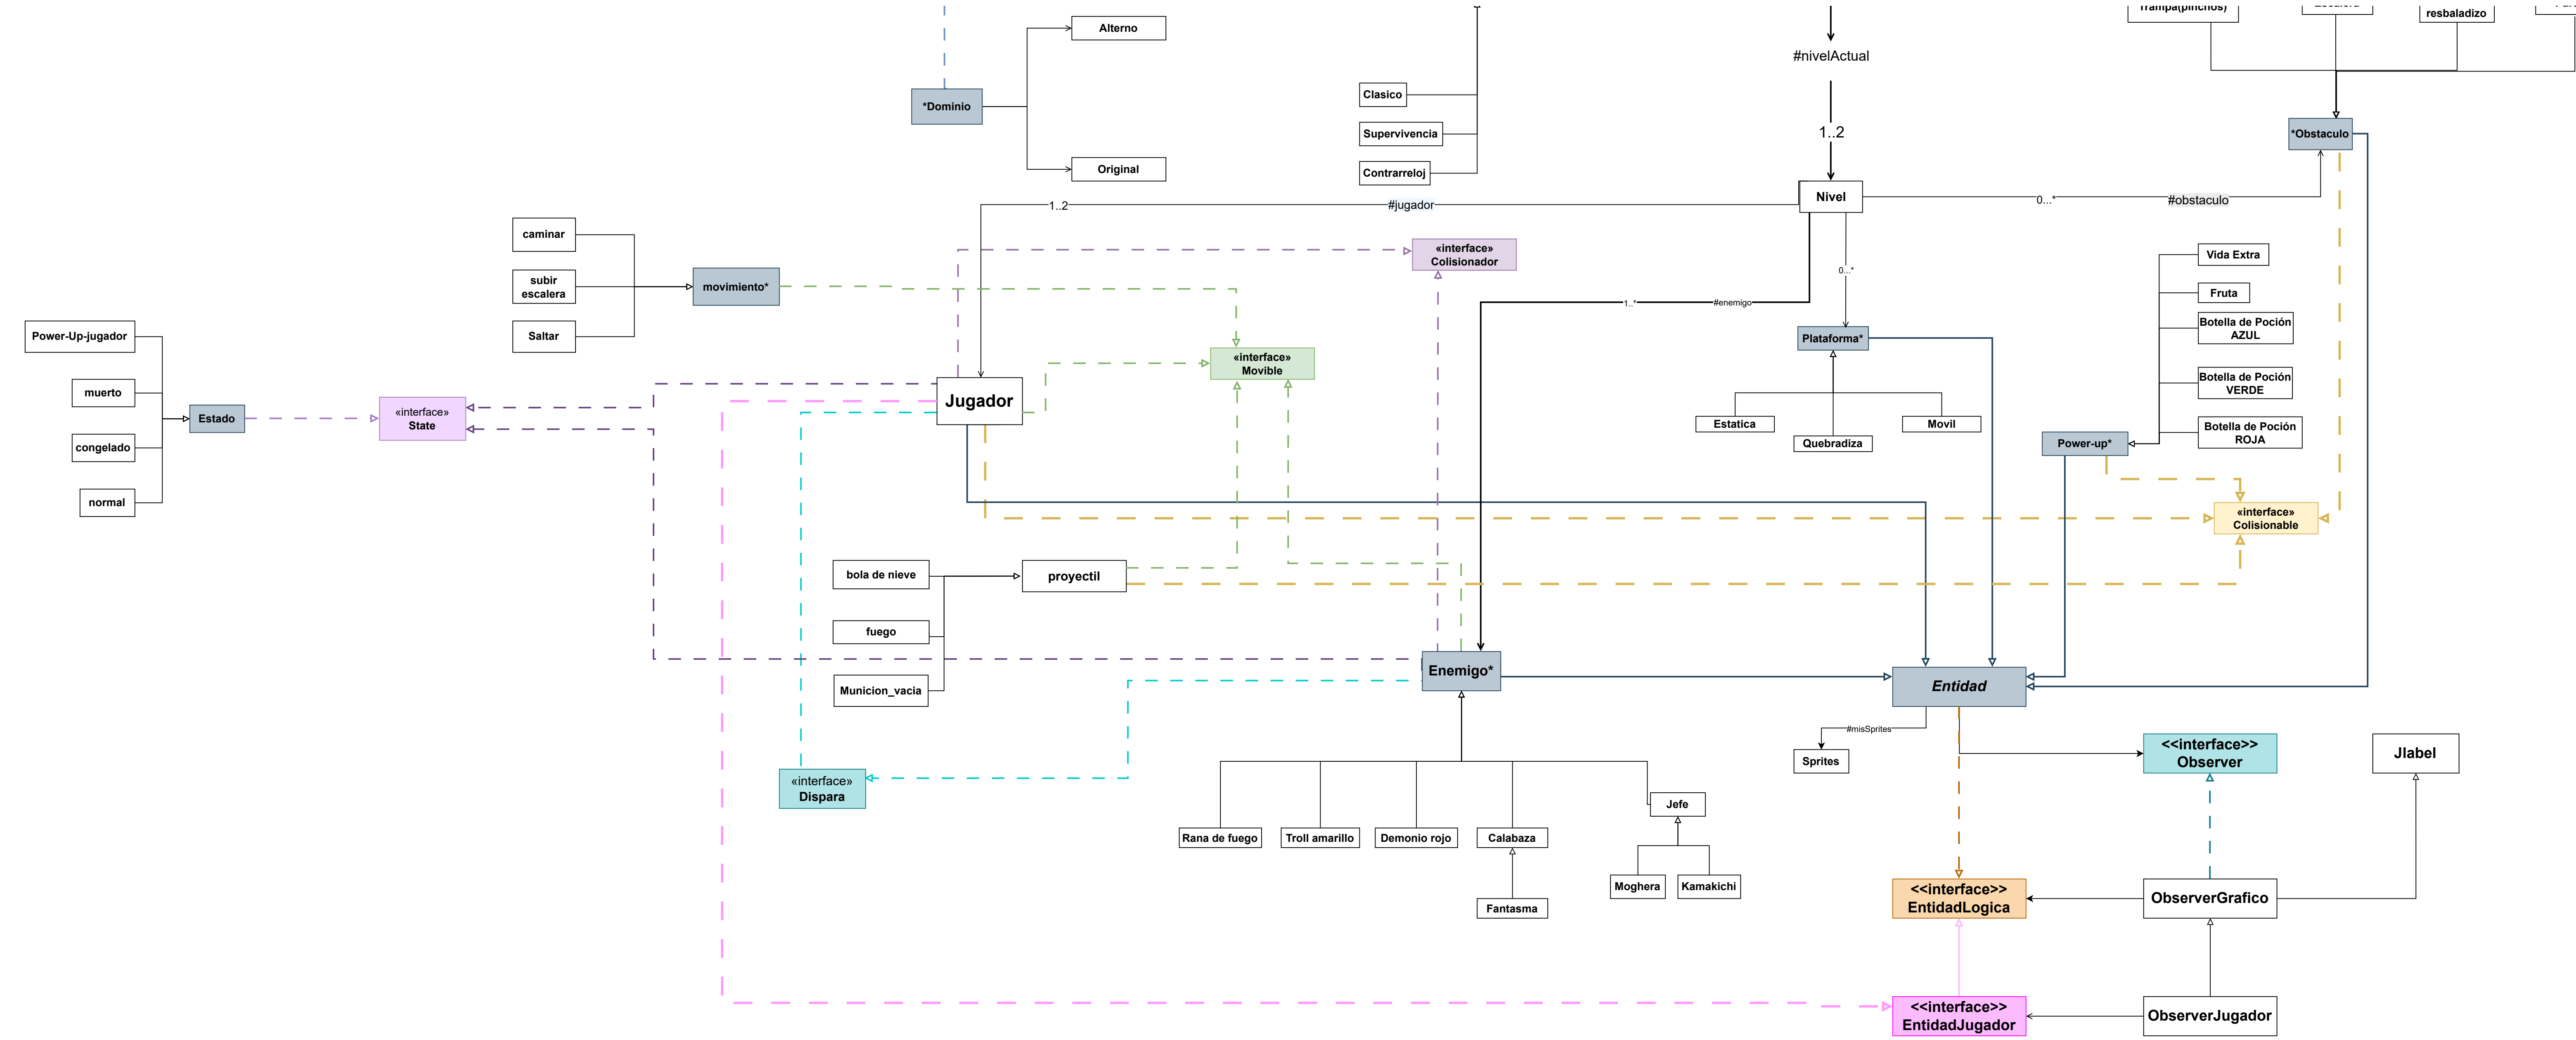 Trampa(pinchos)
resbaladizo
Alterno
#nivelActual
Clasico
*Dominio
Supervivencia
1..2
*Obstaculo
Original
Contrarreloj
Nivel
0...*
#obstaculo
1..2
#jugador
caminar
«interface»
Colisionador
Vida Extra
0...*
subir
escalera
movimiento*
Fruta
1..*
#enemigo
Botella de Poción
AZUL
Power-Up-jugador
Saltar
Plataforma*
«interface»
Movible
Botella de Poción
VERDE
muerto
Jugador
«interface»
State
Estado
Estatica
Movil
Botella de Poción
ROJA
Quebradiza
Power-up*
congelado
normal
«interface»
Colisionable
bola de nieve
proyectil
fuego
Enemigo*
Entidad
Municion_vacia
#misSprites
<<interface>>
Observer
Jlabel
Sprites
«interface»
Dispara
Jefe
Rana de fuego
Troll amarillo
Demonio rojo
Calabaza
Moghera
Kamakichi
Fantasma
<<interface>>
EntidadLogica
ObserverGrafico
<<interface>>
EntidadJugador
ObserverJugador